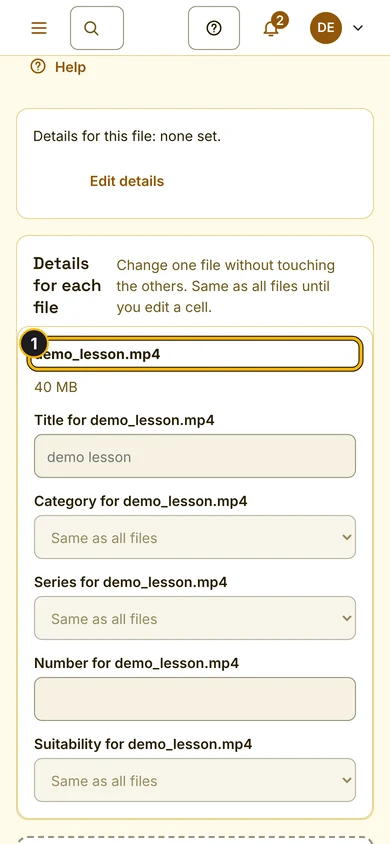 DE
2
Help
Details for this file: none set.
Edit details
Details
for each
file
Change one file without touching
the others. Same as all files until
you edit a cell.
1
demo_lesson.mp4
40 MB
Title for demo_lesson.mp4
demo lesson
Category for demo_lesson.mp4
Same as all files
Series for demo_lesson.mp4
Same as all files
Number for demo_lesson.mp4
Suitability for demo_lesson.mp4
Same as all files